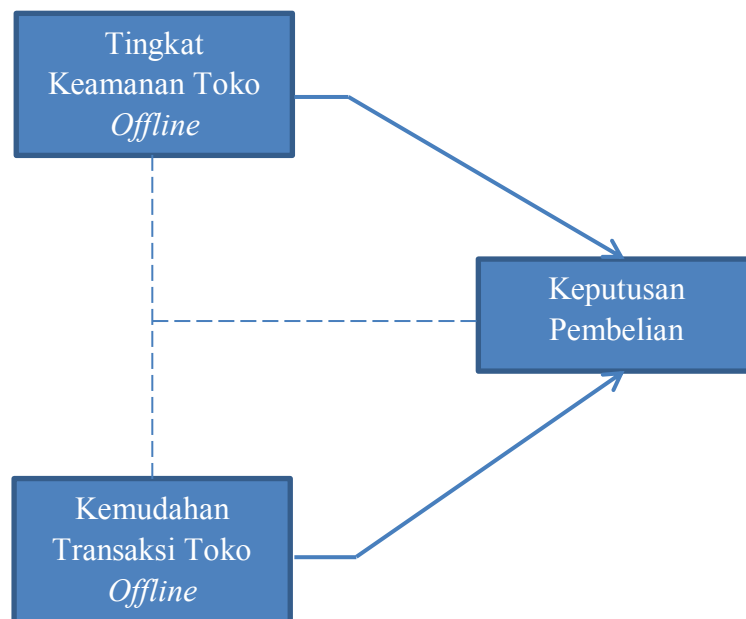 Tingkat
Keamanan Toko
Offline
Keputusan
Pembelian
Kemudahan
Transaksi Toko
Offline